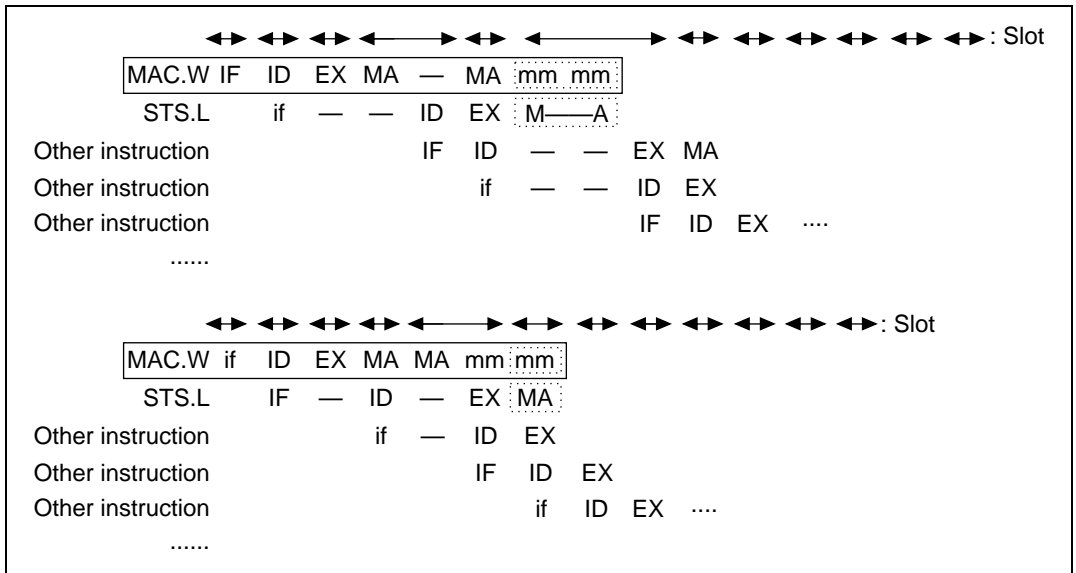 : Slot
MAC.W IF ID EX MA — MA mm mm
STS.L if — — ID EX M——A
Other instruction IF ID — — EX MA
Other instruction if — — ID EX
Other instruction IF ID EX ····
......
: Slot
MAC.W if ID EX MA MA mm mm
STS.L IF — ID — EX MA
Other instruction if — ID EX
Other instruction IF ID EX
Other instruction if ID EX ····
......